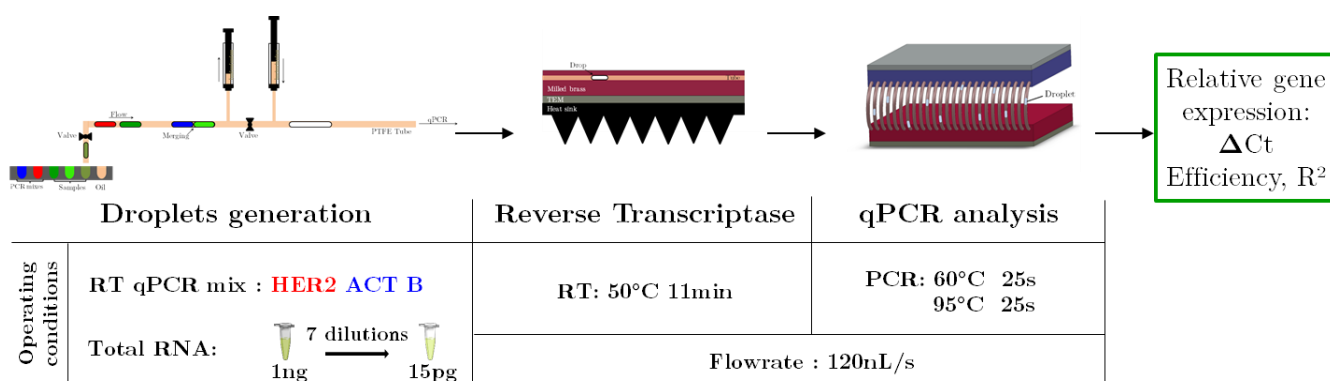 Flow
Valve
Merging
Valve
PTFE Tube
qPCR
PCR mixes
Samples
Oil
Drop
Tube
Milled brass
TEM
Heat sink
Droplet
Relative gene
expression:
ΔCt
Efficiency, R²
Droplets generation
Reverse Transcriptase
qPCR analysis
Operating
conditions
RT qPCR mix : HER2 ACT B
Total RNA:
7 dilutions
1ng
15pg
RT: 50°C 11min
PCR: 60°C 25s
95°C 25s
Flowrate : 120nL/s